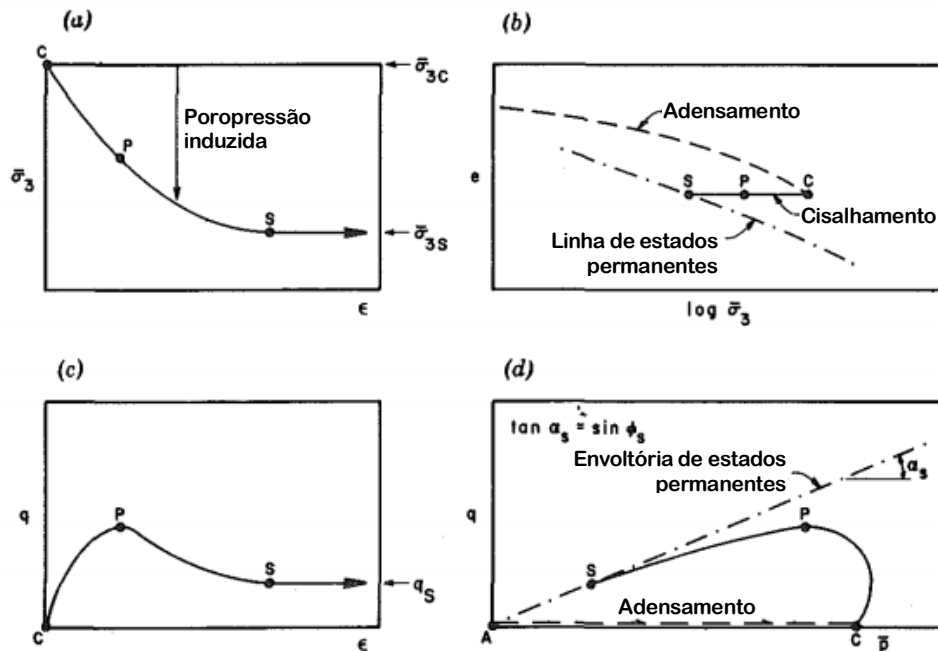 (a)
C
σ̄3C
Poropressão
induzida
P
σ̄3
S
σ̄3S
ϵ
(b)
Adensamento
e
S
P
C
Cisalhamento
Linha de estados
permanentes
log σ̄3
(c)
q
P
S
qS
C
ϵ
(d)
tan αs = sin ϕs
Envoltória de estados
permanentes
αs
q
P
S
Adensamento
A
C
p̄